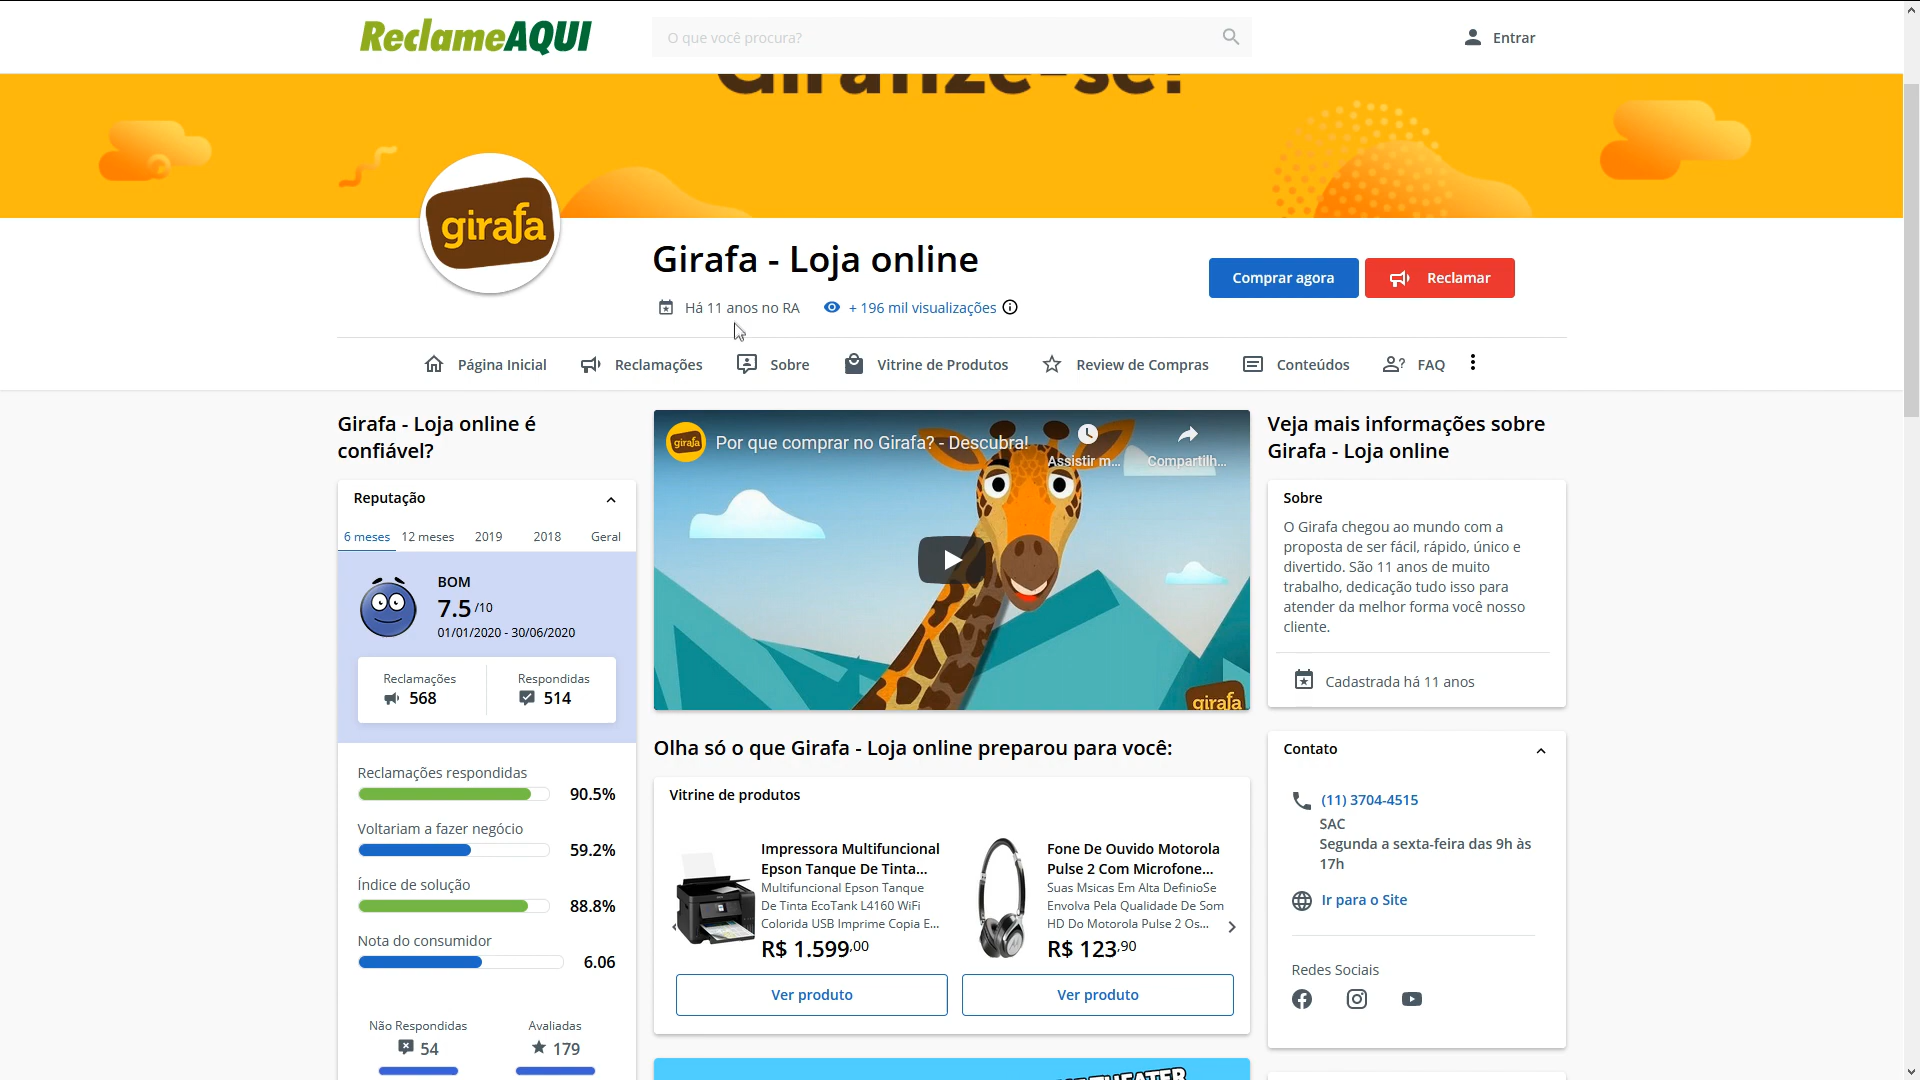 ReclameAQUI
O que você procura?
Entrar
Giranze-se!
girafa
Girafa - Loja online
Há 11 anos no RA
+ 196 mil visualizações
Comprar agora
Reclamar
Página Inicial
Reclamações
Sobre
Vitrine de Produtos
Review de Compras
Conteúdos
FAQ
Girafa - Loja online é
confiável?
Reputação
6 meses
12 meses
2019
2018
Geral
BOM
7.5 /10
01/01/2020 - 30/06/2020
Reclamações
568
Respondidas
514
Reclamações respondidas
90.5%
Voltariam a fazer negócio
59.2%
Índice de solução
88.8%
Nota do consumidor
6.06
Não Respondidas
54
Avaliadas
179
girafa
Por que comprar no Girafa? - Descubra!
Assistir m...
Compartilh...
girafa
Olha só o que Girafa - Loja online preparou para você:
Vitrine de produtos
Impressora Multifuncional
Epson Tanque De Tinta...
Multifuncional Epson Tanque
De Tinta EcoTank L4160 WiFi
Colorida USB Imprime Copia E...
R$ 1.599,00
Ver produto
Fone De Ouvido Motorola
Pulse 2 Com Microfone...
Suas Msicas Em Alta DefinioSe
Envolva Pela Qualidade De Som
HD Do Motorola Pulse 2 Os...
R$ 123,90
Ver produto
Veja mais informações sobre
Girafa - Loja online
Sobre
O Girafa chegou ao mundo com a
proposta de ser fácil, rápido, único e
divertido. São 11 anos de muito
trabalho, dedicação tudo isso para
atender da melhor forma você nosso
cliente.
Cadastrada há 11 anos
Contato
(11) 3704-4515
SAC
Segunda a sexta-feira das 9h às
17h
Ir para o Site
Redes Sociais